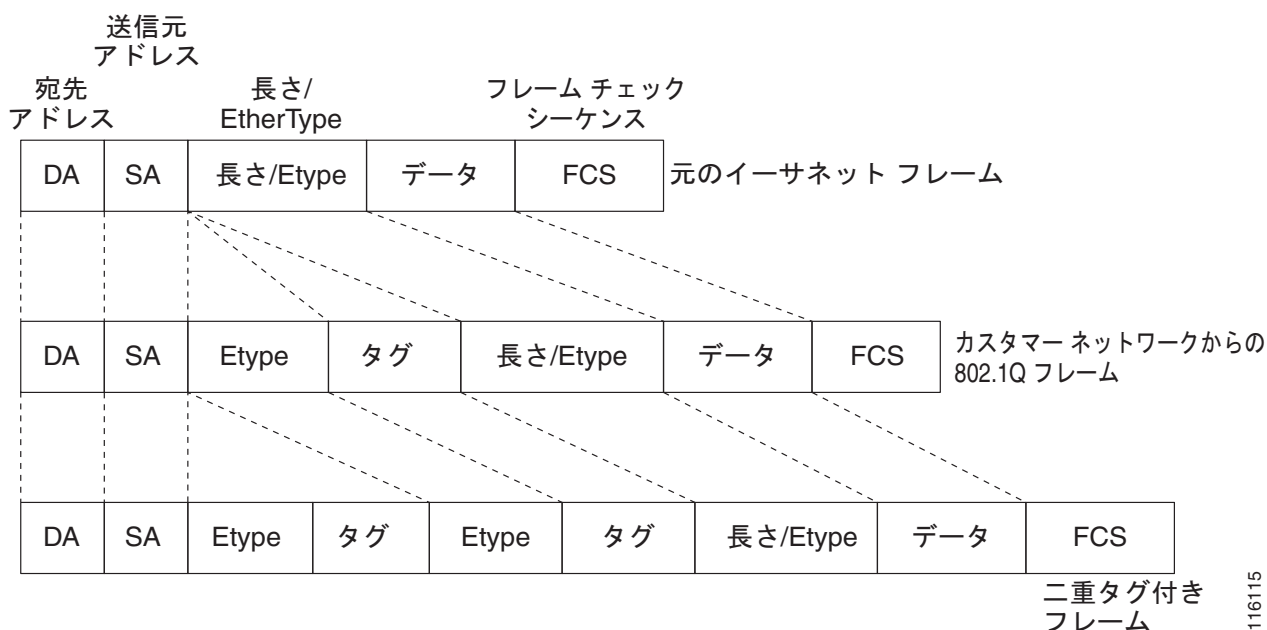 送信元
アドレス
宛先
アドレス
長さ/
EtherType
フレーム チェック
シーケンス
DA SA 長さ/Etype データ FCS 元のイーサネット フレーム
DA SA Etype タグ 長さ/Etype データ FCS
カスタマー ネットワークからの
802.1Q フレーム
DA SA Etype タグ Etype タグ 長さ/Etype データ FCS
二重タグ付き
フレーム
116115